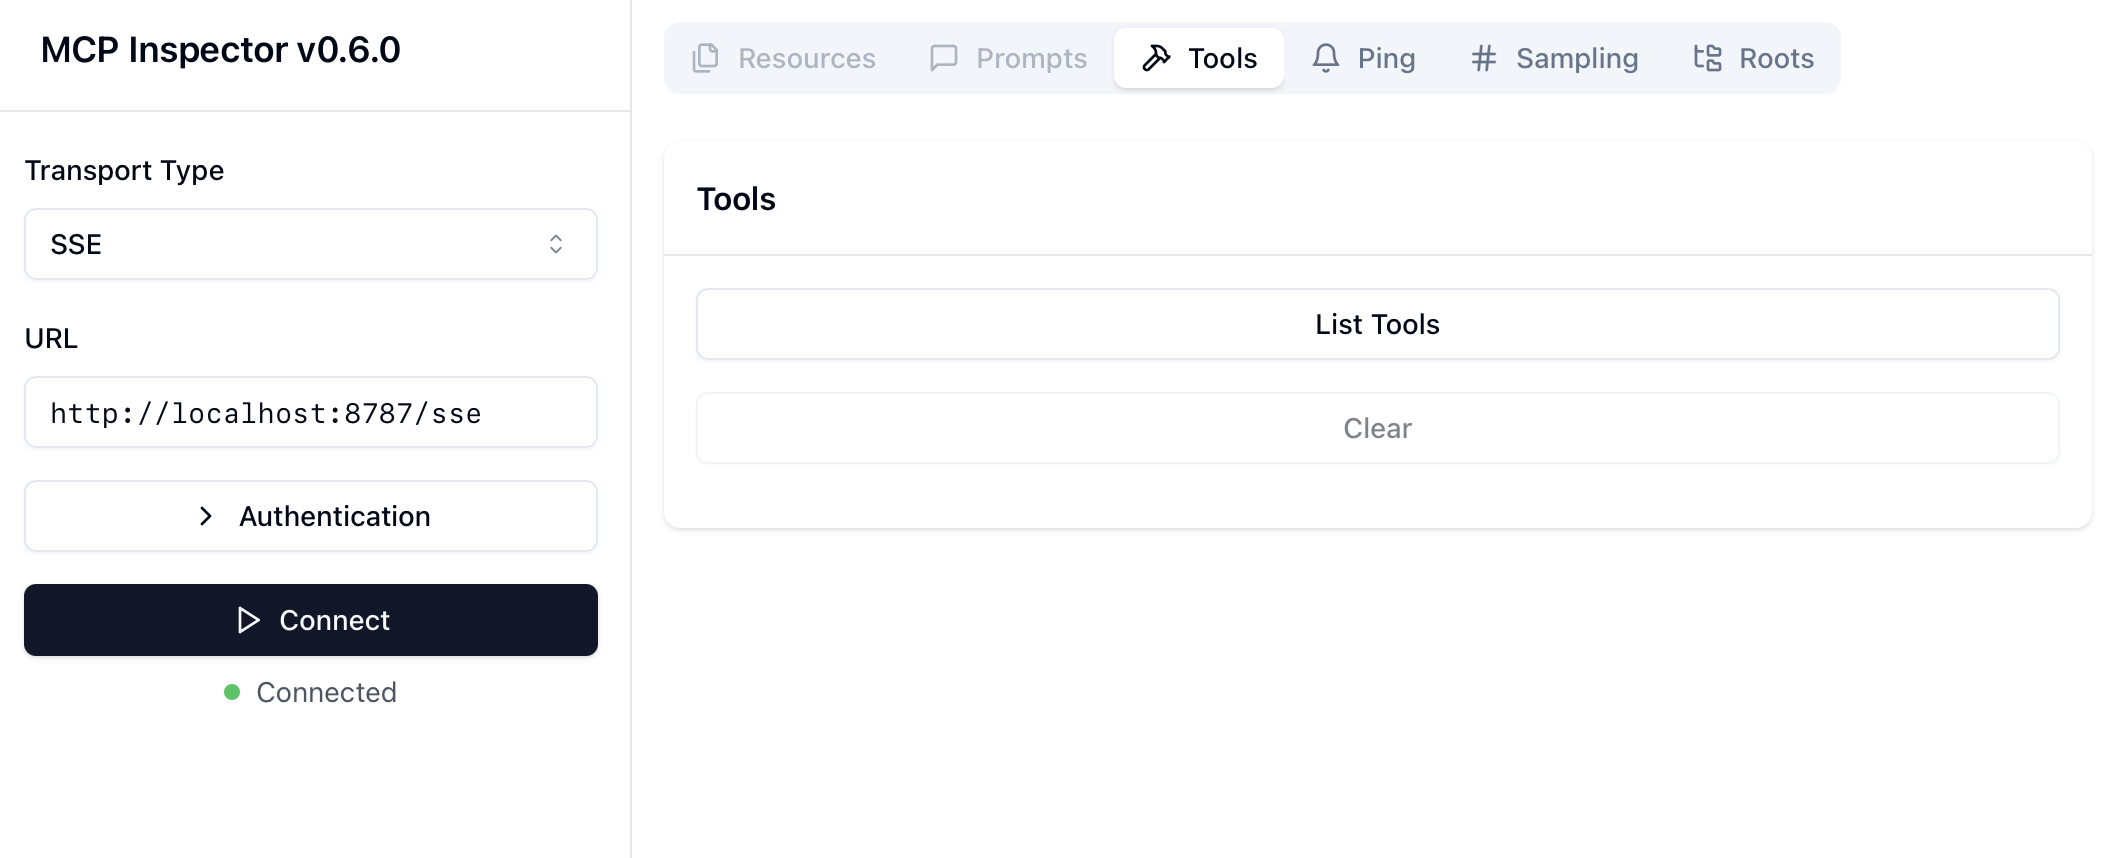 MCP Inspector v0.6.0
Transport Type
SSE
URL
http://localhost:8787/sse
Authentication
Connect
Connected
Resources Prompts Tools Ping Sampling Roots
Tools
List Tools
Clear